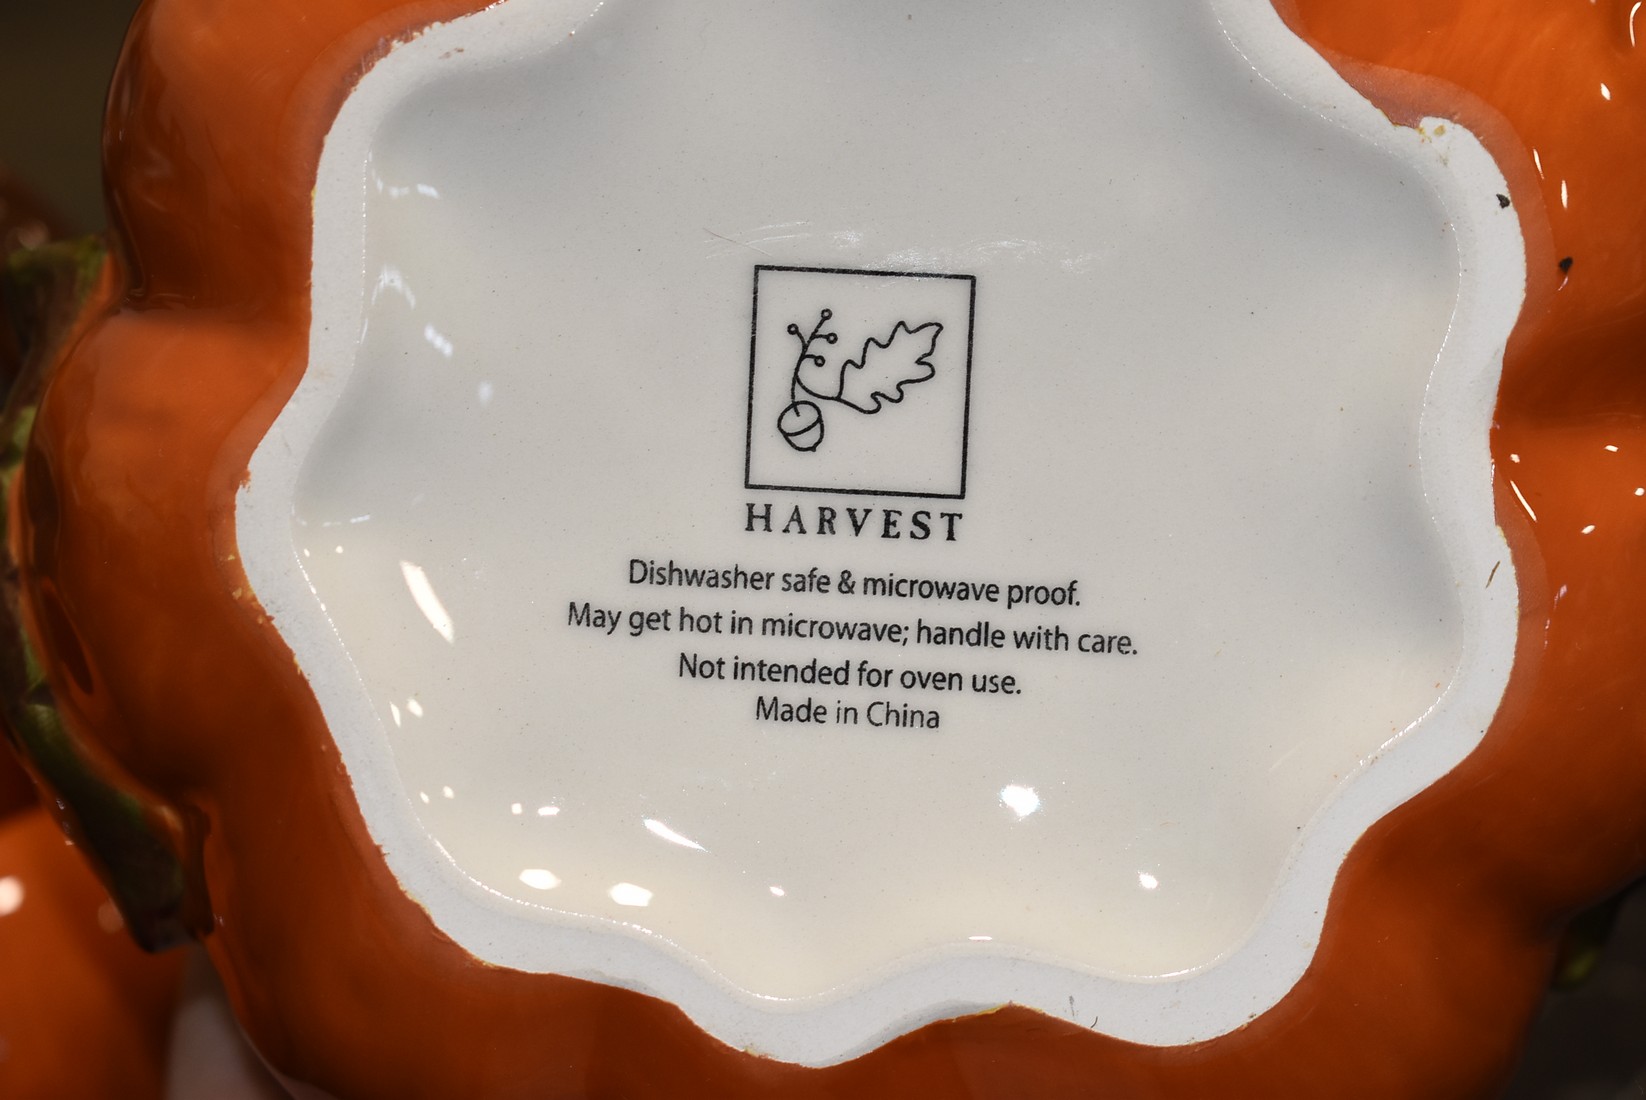 HARVEST
Dishwasher safe & microwave proof.
May get hot in microwave; handle with care.
Not intended for oven use.
Made in China